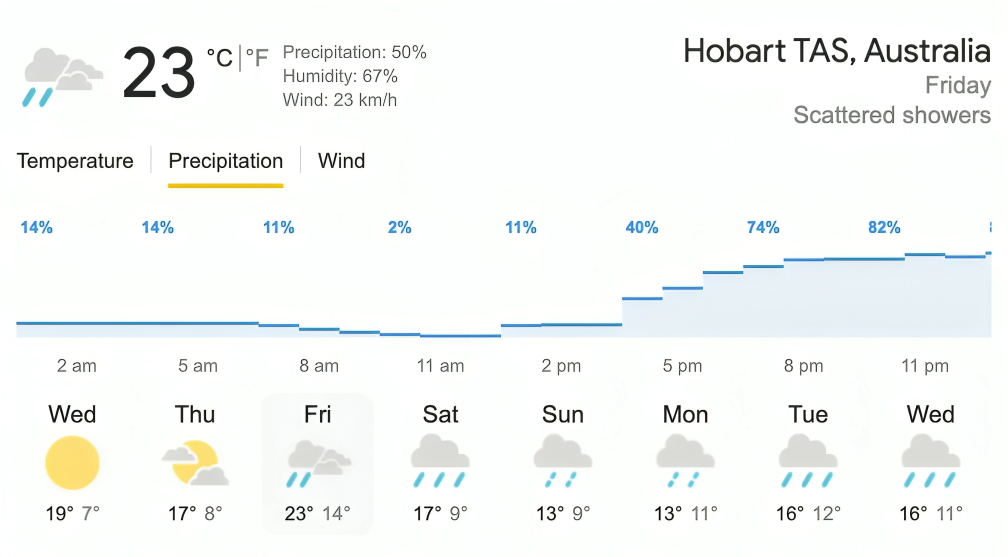 23 °C | °F
Precipitation: 50%
Humidity: 67%
Wind: 23 km/h
Hobart TAS, Australia
Friday
Scattered showers
Temperature | Precipitation | Wind
14% 14% 11% 2% 11% 40% 74% 82%
2 am 5 am 8 am 11 am 2 pm 5 pm 8 pm 11 pm
Wed Thu Fri Sat Sun Mon Tue Wed
19° 7° 17° 8° 23° 14° 17° 9° 13° 9° 13° 11° 16° 12° 16° 11°